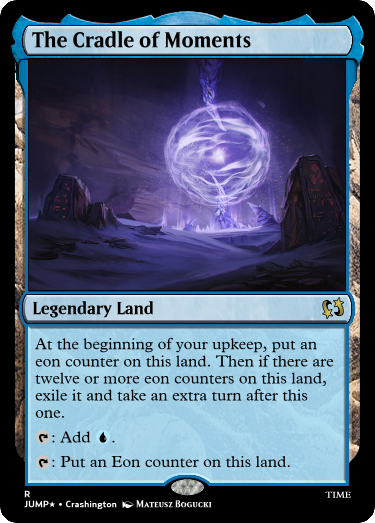 The Cradle of Moments
Legendary Land
At the beginning of your upkeep, put an
eon counter on this land. Then if there are
twelve or more eon counters on this land,
exile it and take an extra turn after this
one.
: Add .
: Put an Eon counter on this land.
R
TIME
JUMP★ • Crashington Mateusz Bogucki